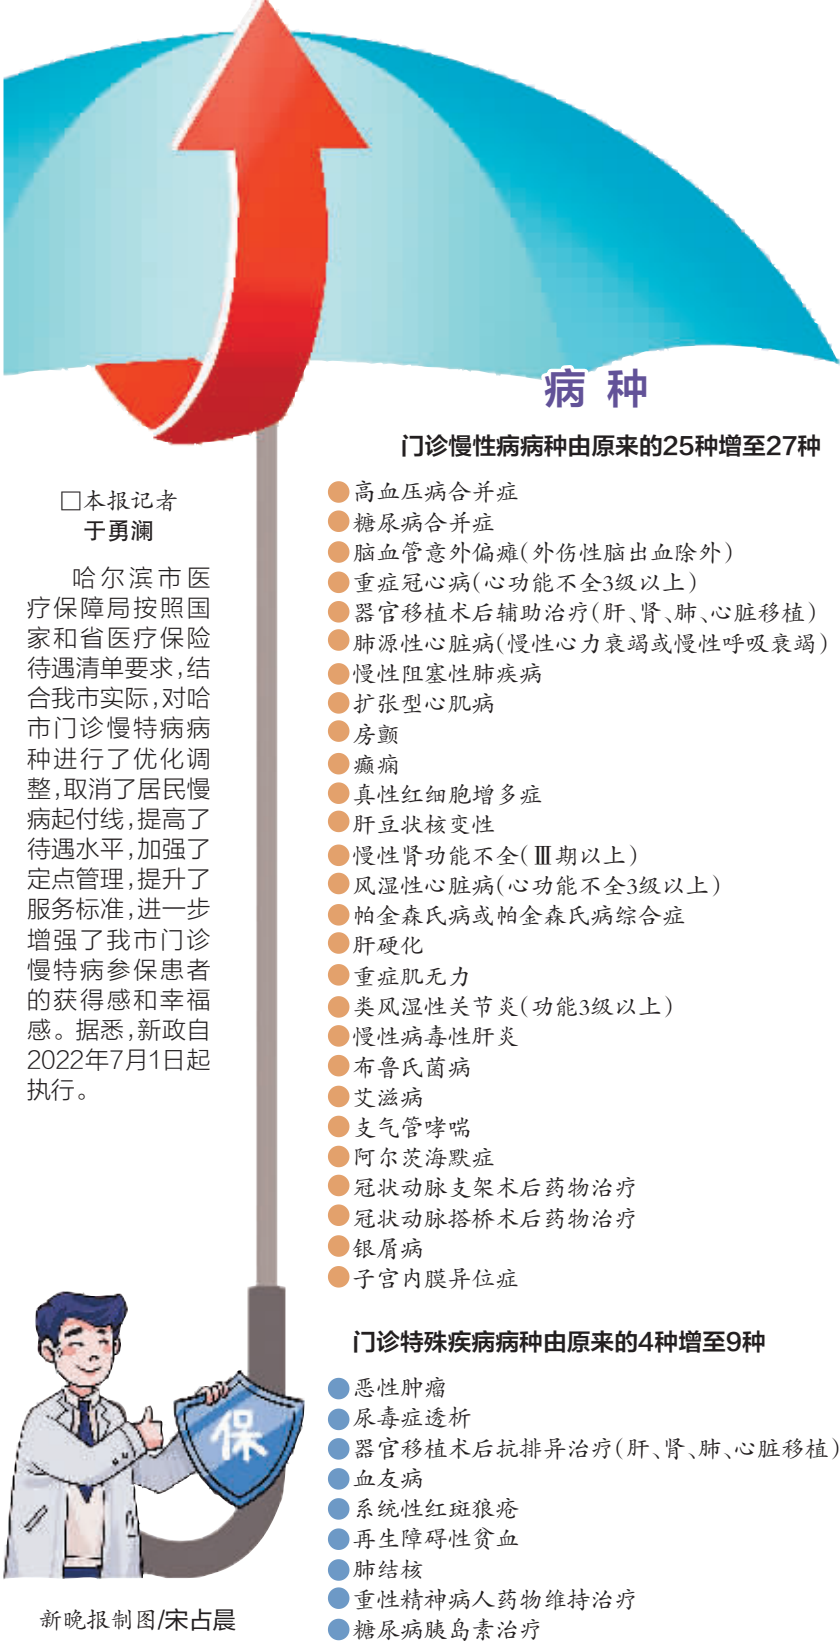 病种
门诊慢性病病种由原来的25种增至27种
●高血压病合并症
●糖尿病合并症
●脑血管意外偏瘫(外伤性脑出血除外)
●重症冠心病(心功能不全3级以上)
●器官移植术后辅助治疗(肝、肾、肺、心脏移植)
●肺源性心脏病(慢性心力衰竭或慢性呼吸衰竭)
●慢性阻塞性肺疾病
●扩张型心肌病
●房颤
●癫痫
●真性红细胞增多症
●肝豆状核变性
●慢性肾功能不全(Ⅲ期以上)
●风湿性心脏病(心功能不全3级以上)
●帕金森氏病或帕金森氏病综合症
●肝硬化
●重症肌无力
●类风湿性关节炎(功能3级以上)
●慢性病毒性肝炎
●布鲁氏菌病
●艾滋病
●支气管哮喘
●阿尔茨海默症
●冠状动脉支架术后药物治疗
●冠状动脉搭桥术后药物治疗
●银屑病
●子宫内膜异位症
门诊特殊疾病病种由原来的4种增至9种
●恶性肿瘤
●尿毒症透析
●器官移植术后抗排异治疗(肝、肾、肺、心脏移植)
●血友病
●系统性红斑狼疮
●再生障碍性贫血
●肺结核
●重性精神病人药物维持治疗
●糖尿病胰岛素治疗
□本报记者
于勇澜
哈尔滨市医
疗保障局按照国
家和省医疗保险
待遇清单要求,结
合我市实际,对哈
市门诊慢特病病
种进行了优化调
整,取消了居民慢
病起付线,提高了
待遇水平,加强了
定点管理,提升了
服务标准,进一步
增强了我市门诊
慢特病参保患者
的获得感和幸福
感。据悉,新政自
2022年7月1日起
执行。
保
新晚报制图/宋占晨